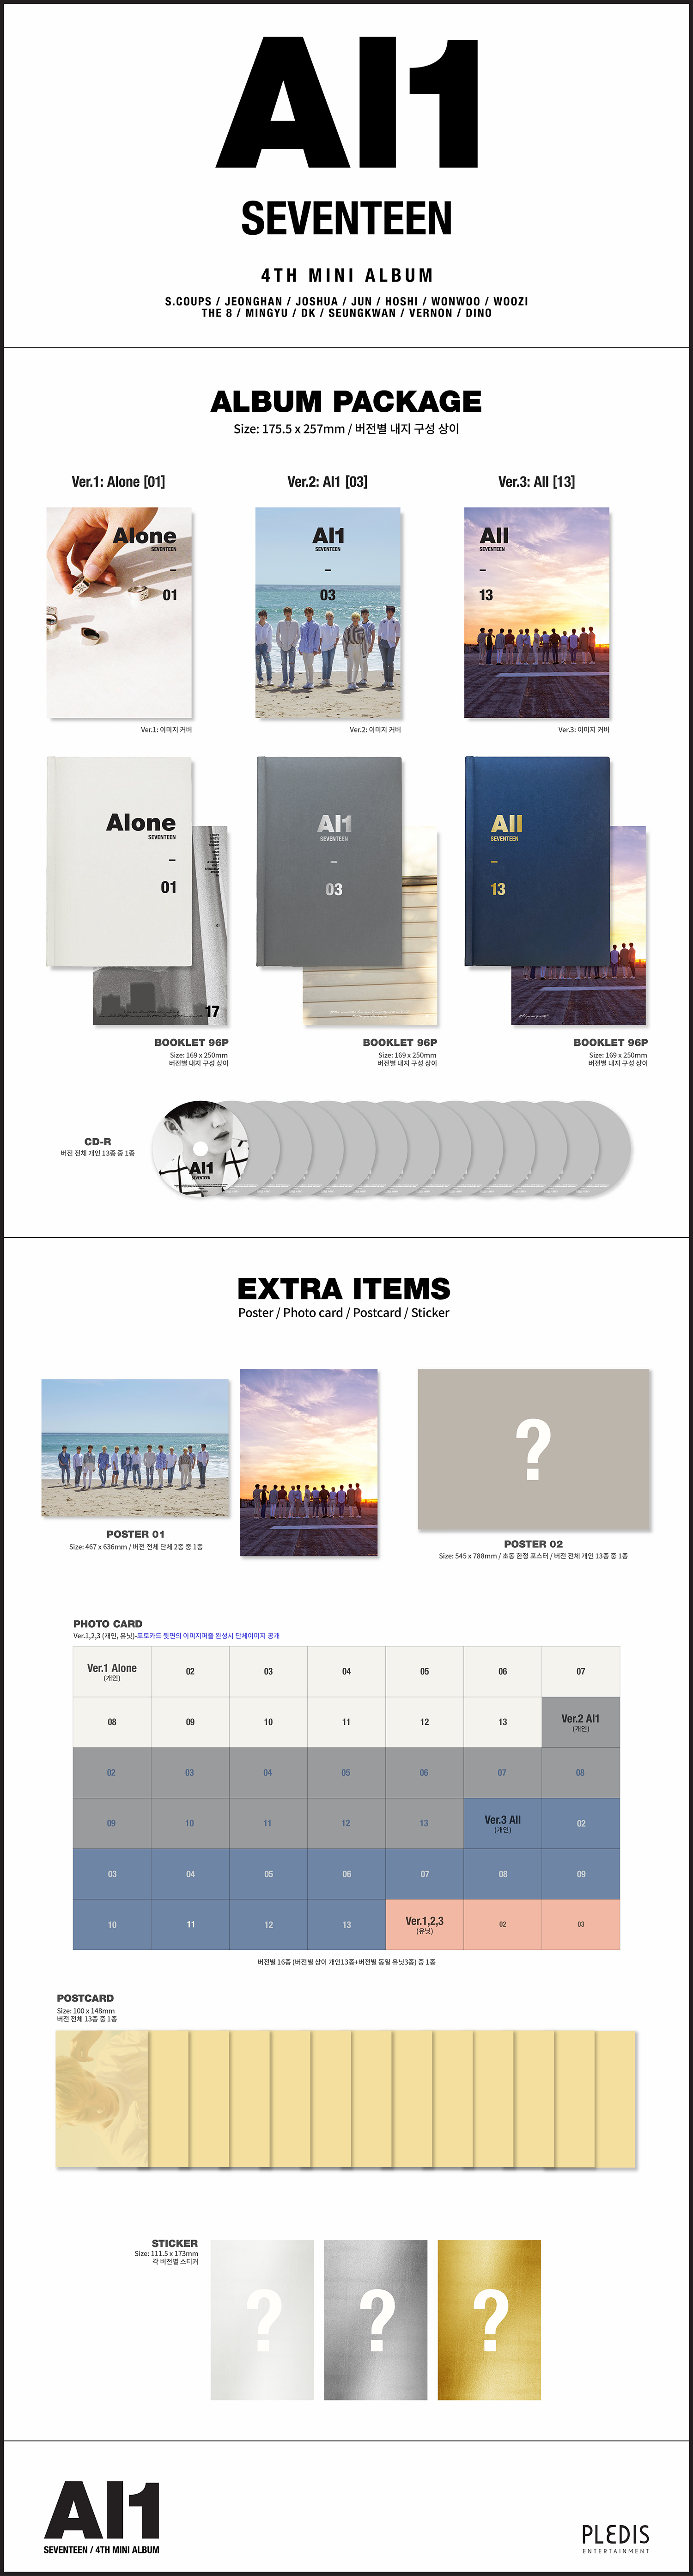 Al1
SEVENTEEN
4TH MINI ALBUM
S.COUPS / JEONGHAN / JOSHUA / JUN / HOSHI / WONWOO / WOOZI
THE 8 / MINGYU / DK / SEUNGKWAN / VERNON / DINO
ALBUM PACKAGE
Size: 175.5 x 257mm / 버전별 내지 구성 상이
Ver.1: Alone [01]
Ver.2: Al1 [03]
Ver.3: All [13]
Alone
SEVENTEEN
–
01
Al1
SEVENTEEN
–
03
All
SEVENTEEN
–
13
Ver.1: 이미지 커버
Ver.2: 이미지 커버
Ver.3: 이미지 커버
Alone
SEVENTEEN
–
01
17
Al1
SEVENTEEN
–
03
All
SEVENTEEN
–
13
BOOKLET 96P
Size: 169 x 250mm
버전별 내지 구성 상이
BOOKLET 96P
Size: 169 x 250mm
버전별 내지 구성 상이
BOOKLET 96P
Size: 169 x 250mm
버전별 내지 구성 상이
CD-R
버전 전체 개인 13종 중 1종
Al1
SEVENTEEN
EXTRA ITEMS
Poster / Photo card / Postcard / Sticker
?
POSTER 01
Size: 467 x 636mm / 버전 전체 단체 2종 중 1종
POSTER 02
Size: 545 x 788mm / 초동 한정 포스터 / 버전 전체 개인 13종 중 1종
PHOTO CARD
Ver.1,2,3 (개인, 유닛)-포토카드 뒷면의 이미지퍼즐 완성시 단체이미지 공개
Ver.1 Alone (개인) 02 03 04 05 06 07
08 09 10 11 12 13 Ver.2 Al1 (개인)
02 03 04 05 06 07 08
09 10 11 12 13 Ver.3 All (개인) 02
03 04 05 06 07 08 09
10 11 12 13 Ver.1,2,3 (유닛) 02 03
버전별 16종 (버전별 상이 개인13종+버전별 동일 유닛3종) 중 1종
POSTCARD
Size: 100 x 148mm
버전 전체 13종 중 1종
STICKER
Size: 111.5 x 173mm
각 버전별 스티커
? ? ?
Al1
SEVENTEEN / 4TH MINI ALBUM
PLEDIS
ENTERTAINMENT